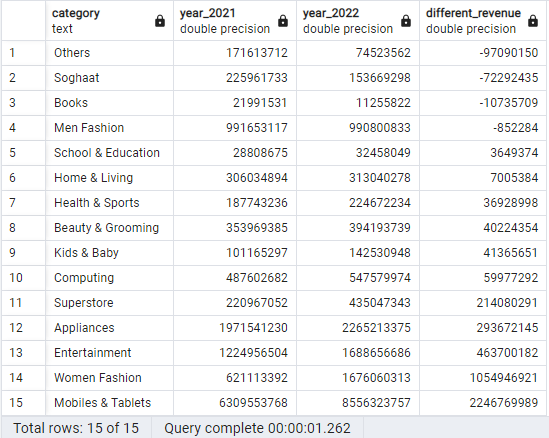 category year_2021 year_2022 different_revenue
text double precision double precision double precision
1 Others 171613712 74523562 -97090150
2 Soghaat 225961733 153669298 -72292435
3 Books 21991531 11255822 -10735709
4 Men Fashion 991653117 990800833 -852284
5 School & Education 28808675 32458049 3649374
6 Home & Living 306034894 313040278 7005384
7 Health & Sports 187743236 224672234 36928998
8 Beauty & Grooming 353969385 394193739 40224354
9 Kids & Baby 101165297 142530948 41365651
10 Computing 487602682 547579974 59977292
11 Superstore 220967052 435047343 214080291
12 Appliances 1971541230 2265213375 293672145
13 Entertainment 1224956504 1688656686 463700182
14 Women Fashion 621113392 1676060313 1054946921
15 Mobiles & Tablets 6309553768 8556323757 2246769989
Total rows: 15 of 15 Query complete 00:00:01.262